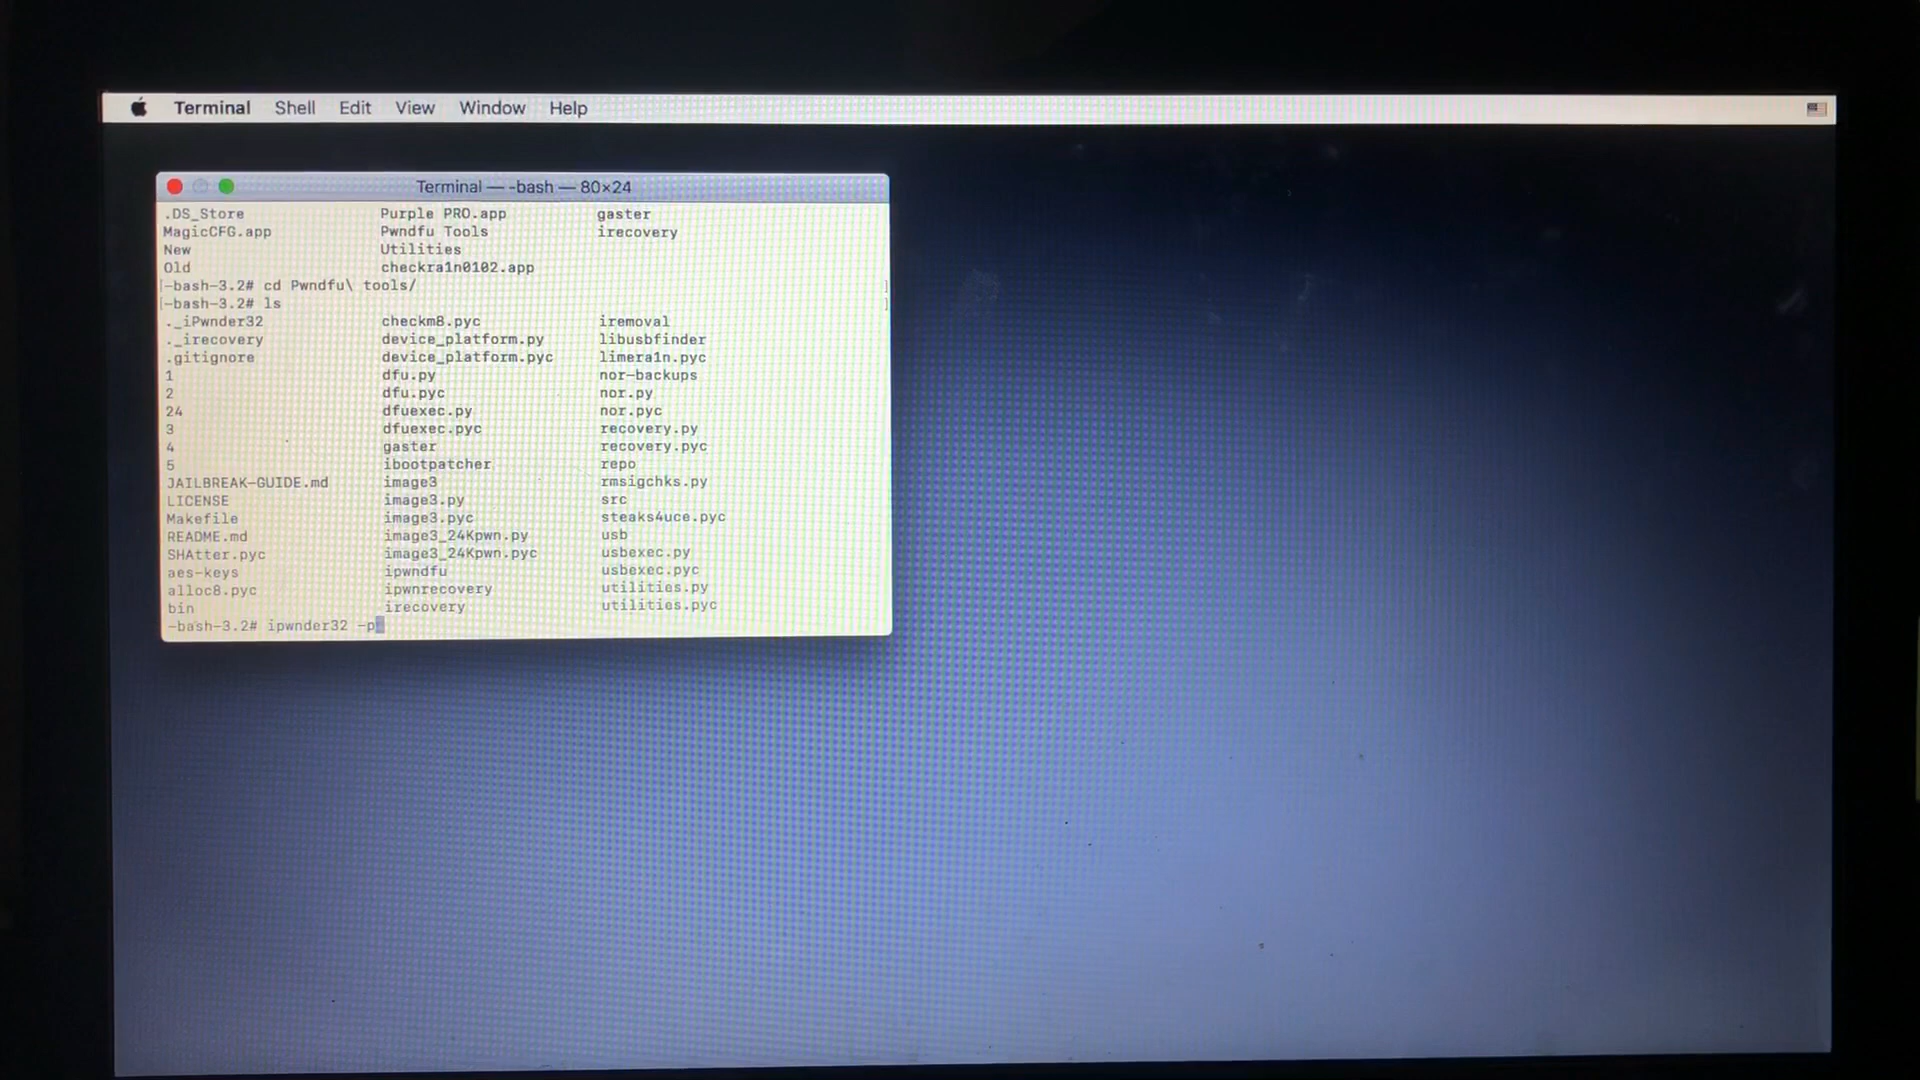 Terminal Shell Edit View Window Help
Terminal — -bash — 80×24
.DS_Store Purple PRO.app gaster
MagicCFG.app Pwndfu Tools irecovery
New Utilities
Old checkra1n0102.app
[-bash-3.2# cd Pwndfu\ tools/ ]
[-bash-3.2# ls ]
._iPwnder32 checkm8.pyc iremoval
._irecovery device_platform.py libusbfinder
.gitignore device_platform.pyc limera1n.pyc
1 dfu.py nor-backups
2 dfu.pyc nor.py
24 dfuexec.py nor.pyc
3 dfuexec.pyc recovery.py
4 gaster recovery.pyc
5 ibootpatcher repo
JAILBREAK-GUIDE.md image3 rmsigchks.py
LICENSE image3.py src
Makefile image3.pyc steaks4uce.pyc
README.md image3_24Kpwn.py usb
SHAtter.pyc image3_24Kpwn.pyc usbexec.py
aes-keys ipwndfu usbexec.pyc
alloc8.pyc ipwnrecovery utilities.py
bin irecovery utilities.pyc
-bash-3.2# ipwnder32 -p